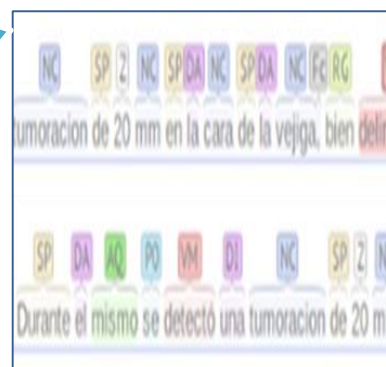 NC SP Z NC SP DA NC SP DA NC Fc RG
tumoracion de 20 mm en la cara de la vejiga, bien
SP DA AQ P0 VM DI NC SP Z
Durante el mismo se detectó una tumoracion de 20